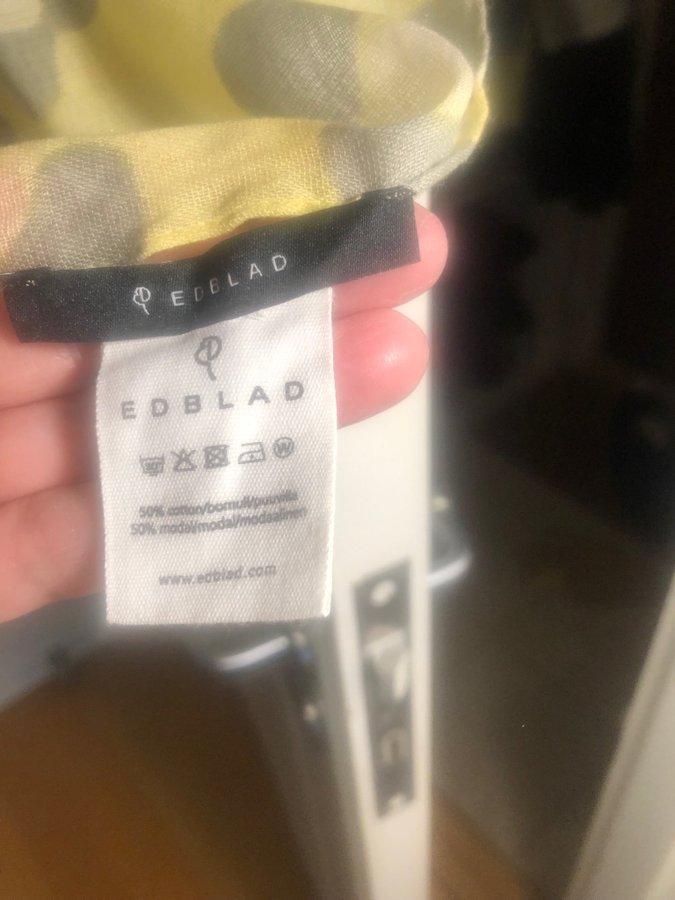 EDBLAD
EDBLAD
W
50% cotton/bomull/puuvilla
50% modal/modal/modaalinen
www.edblad.com